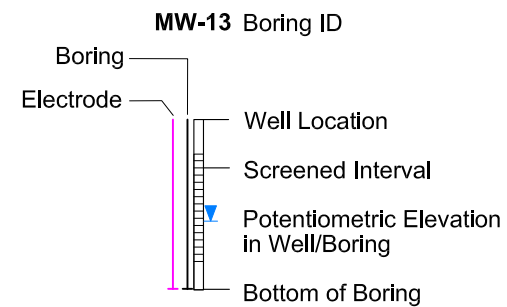 MW-13 Boring ID
Boring
Electrode
Well Location
Screened Interval
Potentiometric Elevation
in Well/Boring
Bottom of Boring